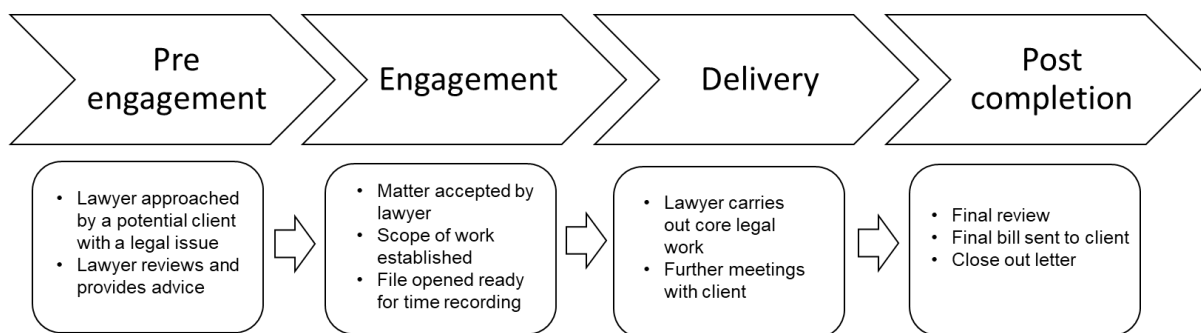 Pre
engagement
Engagement
Delivery
Post
completion
• Lawyer approached
by a potential client
with a legal issue
• Lawyer reviews and
provides advice
• Matter accepted by
lawyer
• Scope of work
established
• File opened ready
for time recording
• Lawyer carries
out core legal
work
• Further meetings
with client
• Final review
• Final bill sent to client
• Close out letter